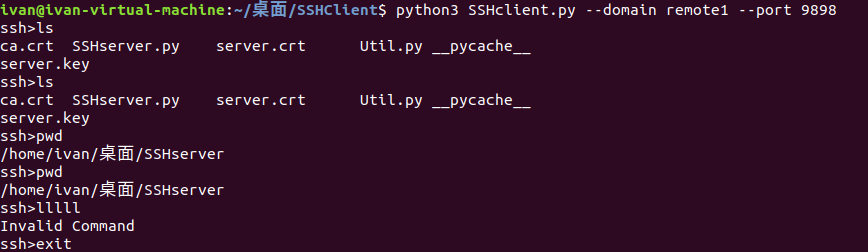 ivan@ivan-virtual-machine:~/桌面/SSHClient$ python3 SSHclient.py --domain remote1 --port 9898
ssh>ls
ca.crt  SSHserver.py    server.crt      Util.py __pycache__
server.key
ssh>ls
ca.crt  SSHserver.py    server.crt      Util.py __pycache__
server.key
ssh>pwd
/home/ivan/桌面/SSHserver
ssh>pwd
/home/ivan/桌面/SSHserver
ssh>lllll
Invalid Command
ssh>exit